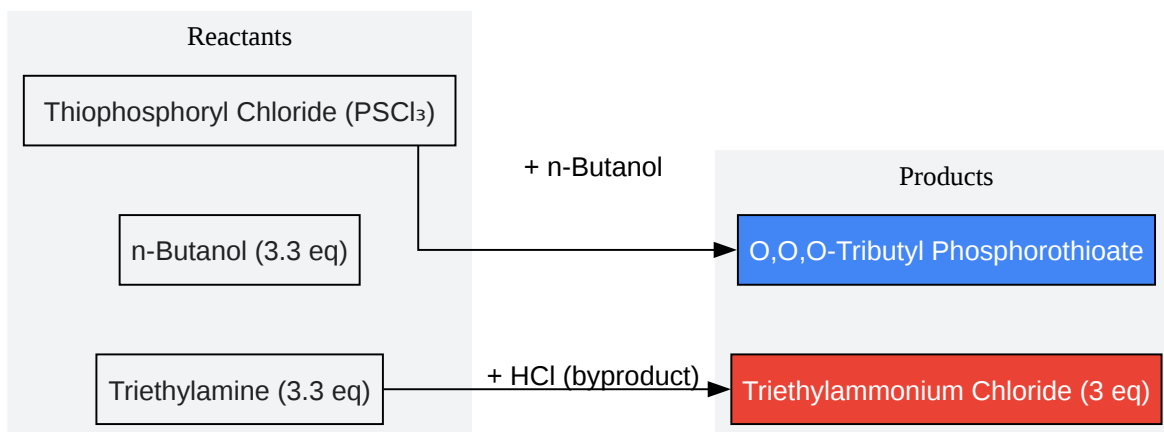 Reactants
Thiophosphoryl Chloride (PSCl₃)
n-Butanol (3.3 eq)
Triethylamine (3.3 eq)
+ n-Butanol
+ HCl (byproduct)
Products
O,O,O-Tributyl Phosphorothioate
Triethylammonium Chloride (3 eq)